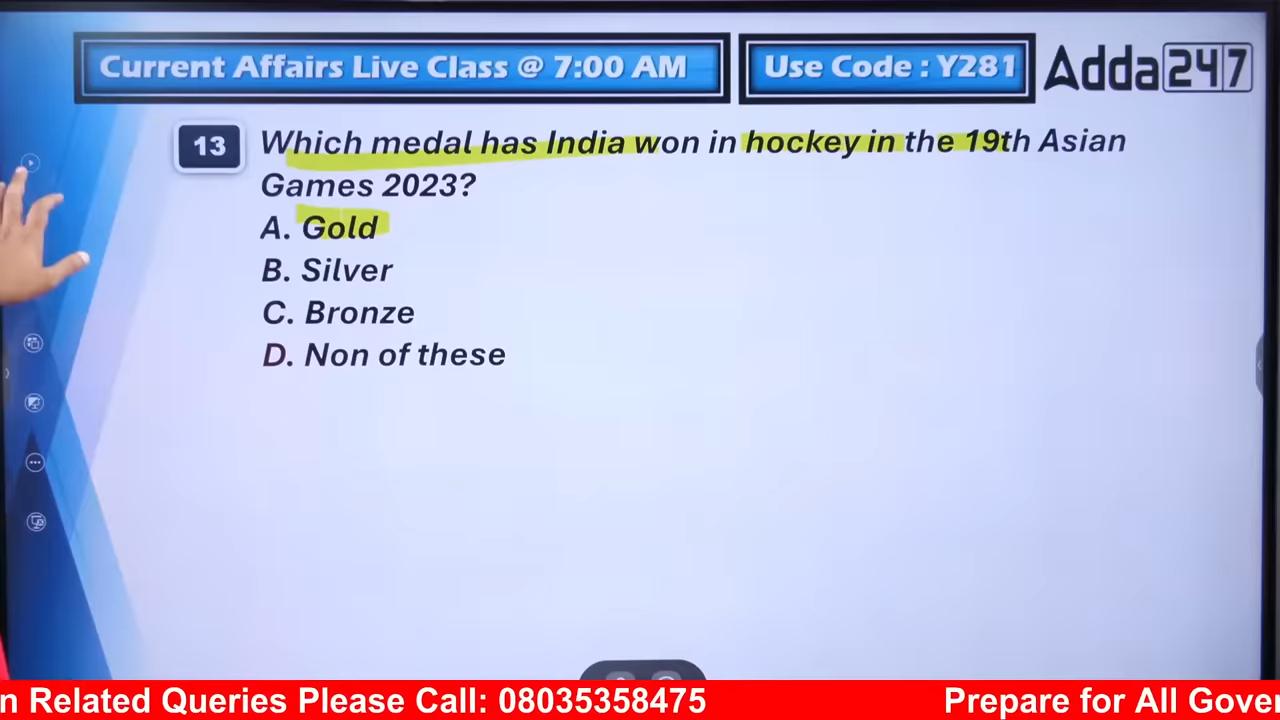 Current Affairs Live Class @ 7:00 AM
Use Code : Y281
Adda247
13
Which medal has India won in hockey in the 19th Asian
Games 2023?
A. Gold
B. Silver
C. Bronze
D. Non of these
n Related Queries Please Call: 08035358475
Prepare for All Gover